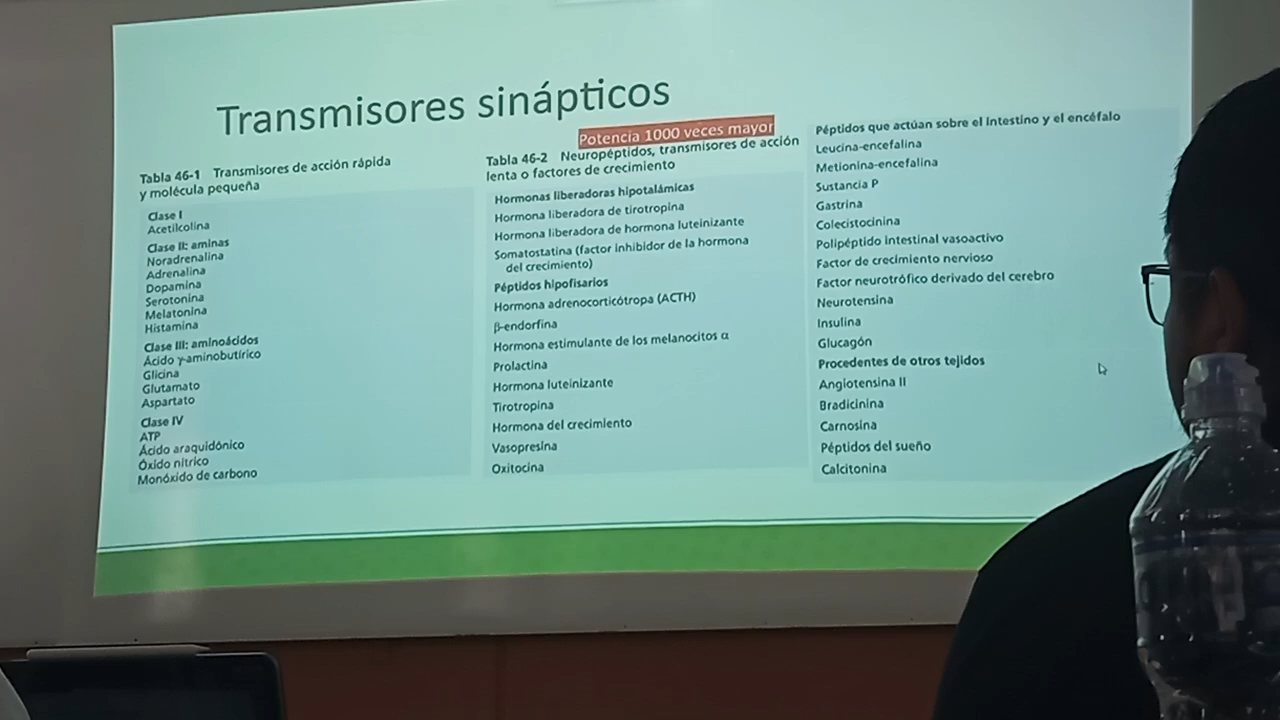 Transmisores sinápticos
Tabla 46-1 Transmisores de acción rápida
y molécula pequeña
Clase I
Acetilcolina
Clase II: aminas
Noradrenalina
Adrenalina
Dopamina
Serotonina
Melatonina
Histamina
Clase III: aminoácidos
Ácido γ-aminobutírico
Glicina
Glutamato
Aspartato
Clase IV
ATP
Ácido araquidónico
Óxido nítrico
Monóxido de carbono
Potencia 1000 veces mayor
Tabla 46-2 Neuropéptidos, transmisores de acción
lenta o factores de crecimiento
Hormonas liberadoras hipotalámicas
Hormona liberadora de tirotropina
Hormona liberadora de hormona luteinizante
Somatostatina (factor inhibidor de la hormona
del crecimiento)
Péptidos hipofisarios
Hormona adrenocorticótropa (ACTH)
β-endorfina
Hormona estimulante de los melanocitos α
Prolactina
Hormona luteinizante
Tirotropina
Hormona del crecimiento
Vasopresina
Oxitocina
Péptidos que actúan sobre el intestino y el encéfalo
Leucina-encefalina
Metionina-encefalina
Sustancia P
Gastrina
Colecistocinina
Polipéptido intestinal vasoactivo
Factor de crecimiento nervioso
Factor neurotrófico derivado del cerebro
Neurotensina
Insulina
Glucagón
Procedentes de otros tejidos
Angiotensina II
Bradicinina
Carnosina
Péptidos del sueño
Calcitonina